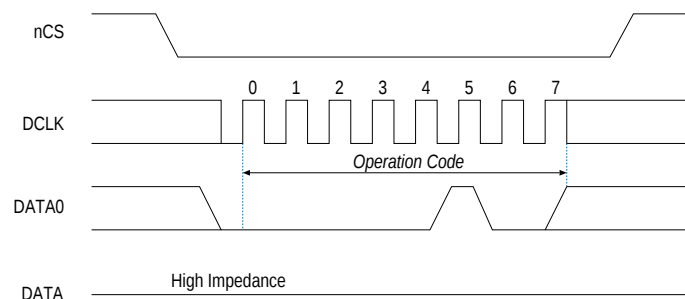 nCS
0 1 2 3 4 5 6 7
DCLK
Operation Code
DATA0
High Impedance
DATA